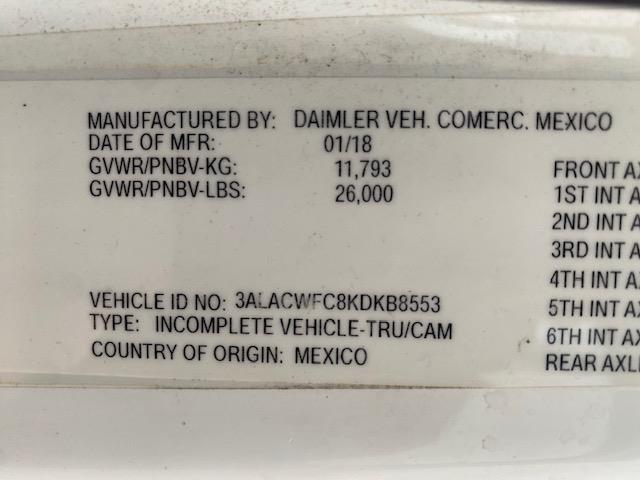 MANUFACTURED BY: DAIMLER VEH. COMERC. MEXICO
DATE OF MFR: 01/18
GVWR/PNBV-KG: 11,793
GVWR/PNBV-LBS: 26,000
FRONT AX
1ST INT A
2ND INT A
3RD INT A
4TH INT A
5TH INT AX
6TH INT AX
REAR AXL
VEHICLE ID NO: 3ALACWFC8KDKB8553
TYPE: INCOMPLETE VEHICLE-TRU/CAM
COUNTRY OF ORIGIN: MEXICO